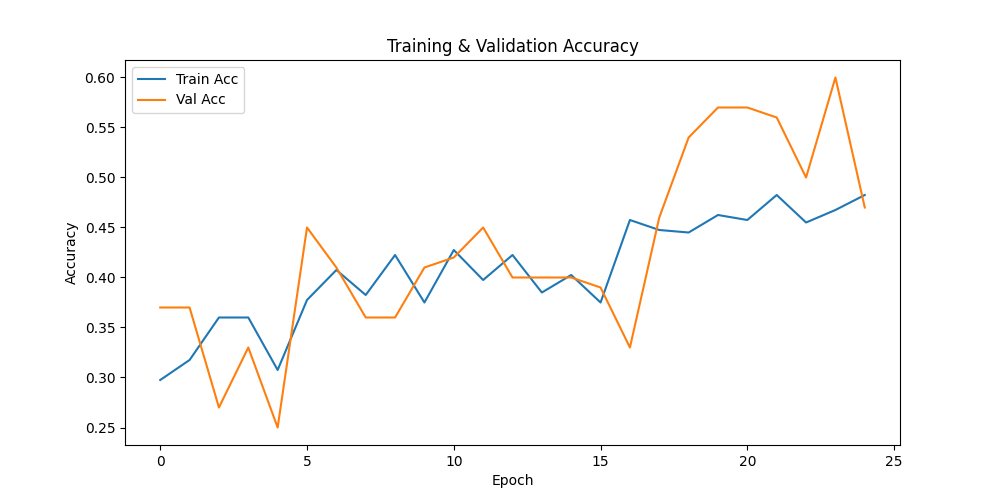 Training & Validation Accuracy
Train Acc
Val Acc
0.60
0.55
0.50
0.45
0.40
0.35
0.30
0.25
Accuracy
0 5 10 15 20 25
Epoch